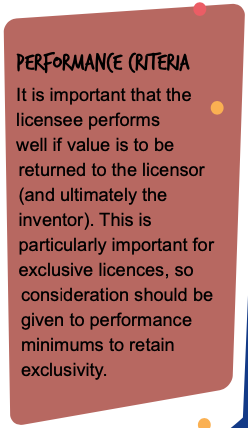 PERFORMANCE CRITERIA
It is important that the
licensee performs
well if value is to be
returned to the licensor
(and ultimately the
inventor). This is
particularly important for
exclusive licences, so
consideration should be
given to performance
minimums to retain
exclusivity.